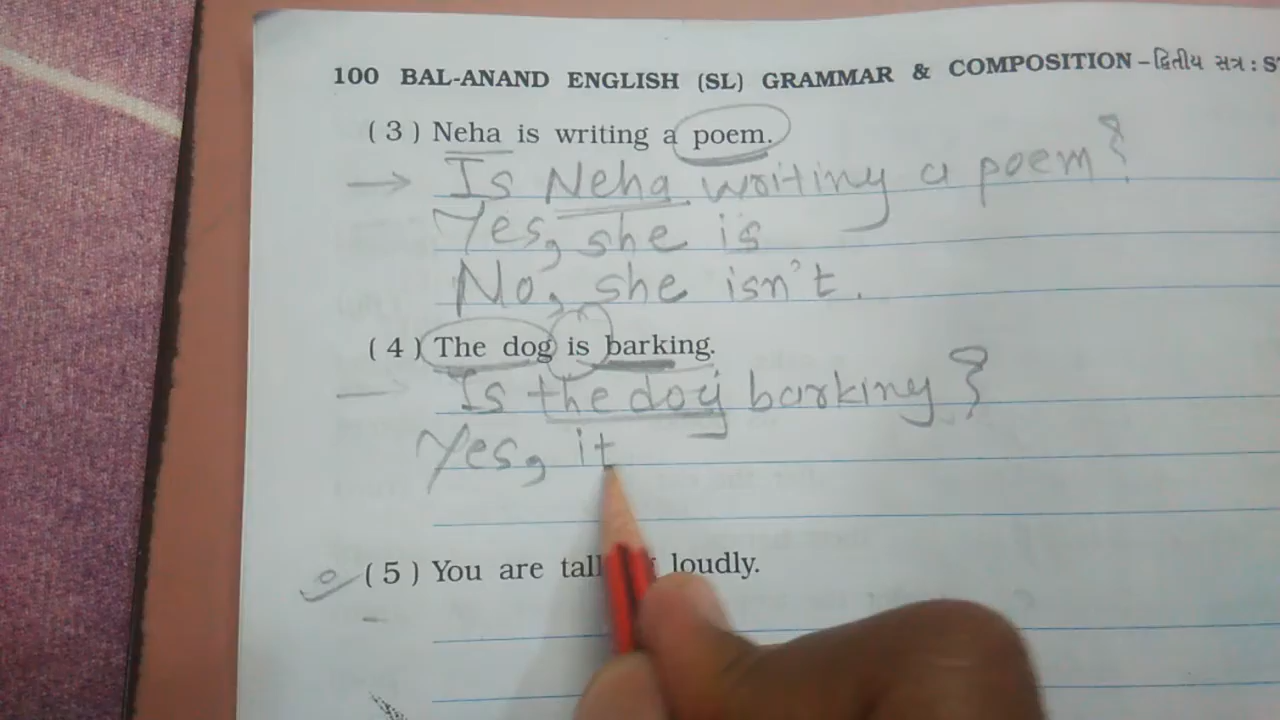 100 BAL-ANAND ENGLISH (SL) GRAMMAR & COMPOSITION – દ્વિતીય સત્ર :
( 3 ) Neha is writing a poem.
Is Neha writing a poem?
Yes, she is
No, she isn't.
( 4 ) The dog is barking.
Is the dog barking?
Yes, it
( 5 ) You are loudly.